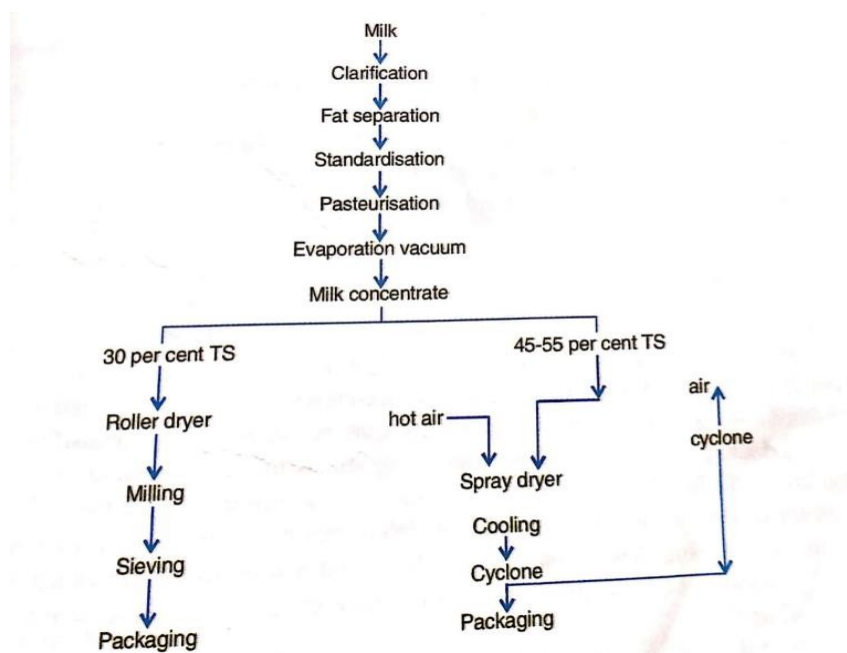 Milk
Clarification
Fat separation
Standardisation
Pasteurisation
Evaporation vacuum
Milk concentrate
30 per cent TS
45-55 per cent TS
Roller dryer
Milling
Sieving
Packaging
hot air
Spray dryer
Cooling
Cyclone
Packaging
air
cyclone